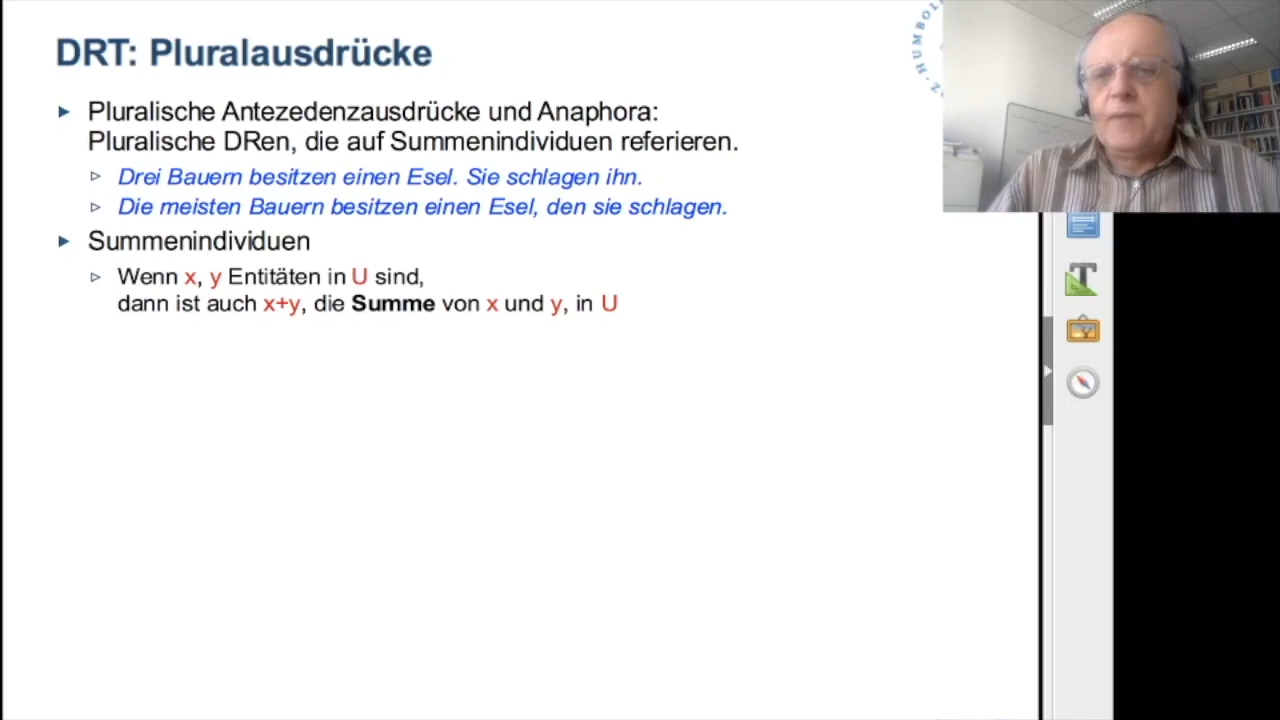 DRT: Pluralausdrücke
Pluralische Antezedenzausdrücke und Anaphora:
Pluralische DRen, die auf Summenindividuen referieren.
Drei Bauern besitzen einen Esel. Sie schlagen ihn.
Die meisten Bauern besitzen einen Esel, den sie schlagen.
Summenindividuen
Wenn x, y Entitäten in U sind,
dann ist auch x+y, die Summe von x und y, in U